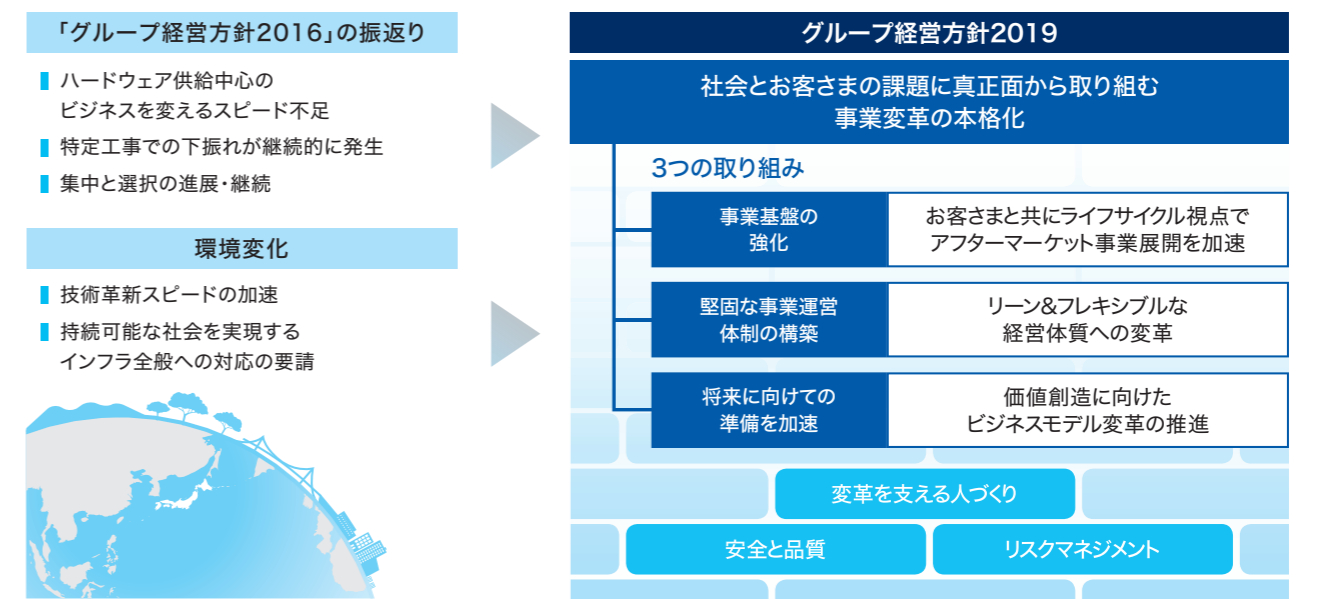 「グループ経営方針2016」の振返り
ハードウェア供給中心の
ビジネスを変えるスピード不足
特定工事での下振れが継続的に発生
集中と選択の進展・継続
環境変化
技術革新スピードの加速
持続可能な社会を実現する
インフラ全般への対応の要請
グループ経営方針2019
社会とお客さまの課題に真正面から取り組む
事業変革の本格化
3つの取り組み
事業基盤の
強化
お客さまと共にライフサイクル視点で
アフターマーケット事業展開を加速
堅固な事業運営
体制の構築
リーン&フレキシブルな
経営体質への変革
将来に向けての
準備を加速
価値創造に向けた
ビジネスモデル変革の推進
変革を支える人づくり
安全と品質
リスクマネジメント